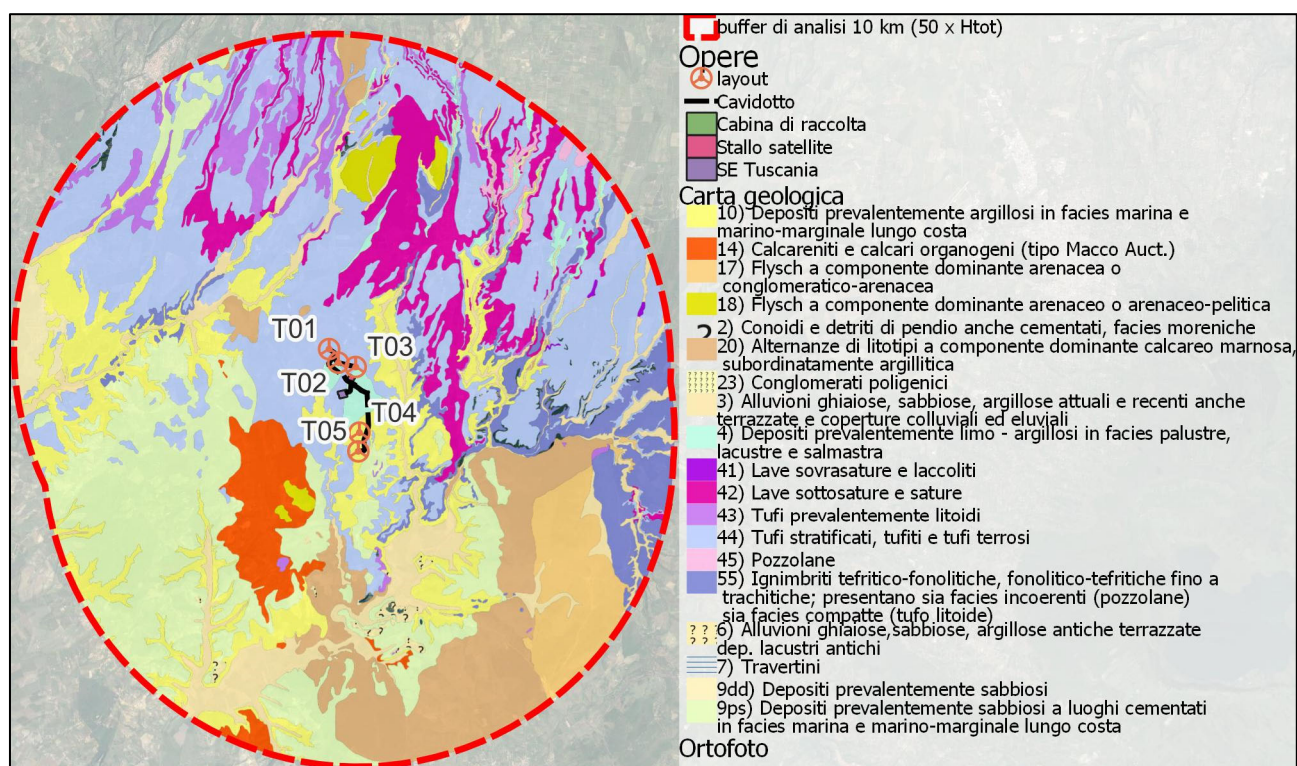 buffer di analisi 10 km (50 x Htot)
Opere
layout
Cavidotto
Cabina di raccolta
Stallo satellite
SE Tuscania
Carta geologica
10) Depositi prevalentemente argillosi in facies marina e
marino-marginale lungo costa
14) Calcareniti e calcari organogeni (tipo Macco Auct.)
17) Flysch a componente dominante arenacea o
conglomeratico-arenacea
18) Flysch a componente dominante arenaceo o arenaceo-pelitica
2) Conoidi e detriti di pendio anche cementati, facies moreniche
20) Alternanze di litotipi a componente dominante calcareo marnosa,
subordinatamente argillitica
23) Conglomerati poligenici
3) Alluvioni ghiaiose, sabbiose, argillose attuali e recenti anche
terrazzate e coperture colluviali ed eluviali
4) Depositi prevalentemente limo - argillosi in facies palustre,
lacustre e salmastra
41) Lave sovrasature e laccoliti
42) Lave sottosature e sature
43) Tufi prevalentemente litoidi
44) Tufi stratificati, tufiti e tufi terrosi
45) Pozzolane
55) Ignimbriti tefritico-fonolitiche, fonolitico-tefritiche fino a
trachitiche; presentano sia facies incoerenti (pozzolane)
sia facies compatte (tufo litoide)
6) Alluvioni ghiaiose,sabbiose, argillose antiche terrazzate
dep. lacustri antichi
7) Travertini
9dd) Depositi prevalentemente sabbiosi
9ps) Depositi prevalentemente sabbiosi a luoghi cementati
in facies marina e marino-marginale lungo costa
Ortofoto
T01
T03
T02
T04
T05